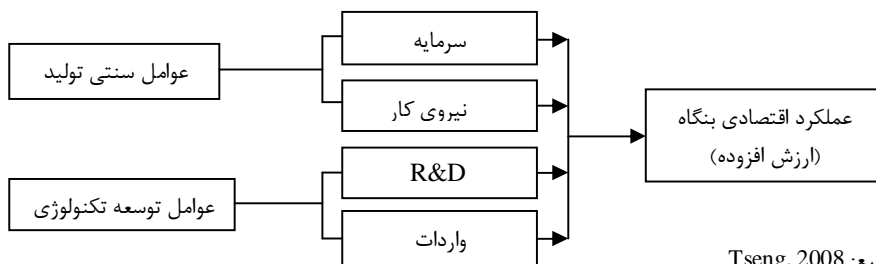 سرمایه
عوامل سنتی تولید
نیروی کار
عملکرد اقتصادی بنگاه
(ارزش افزوده)
R&D
عوامل توسعه تکنولوژی
واردات
Tseng, 2008